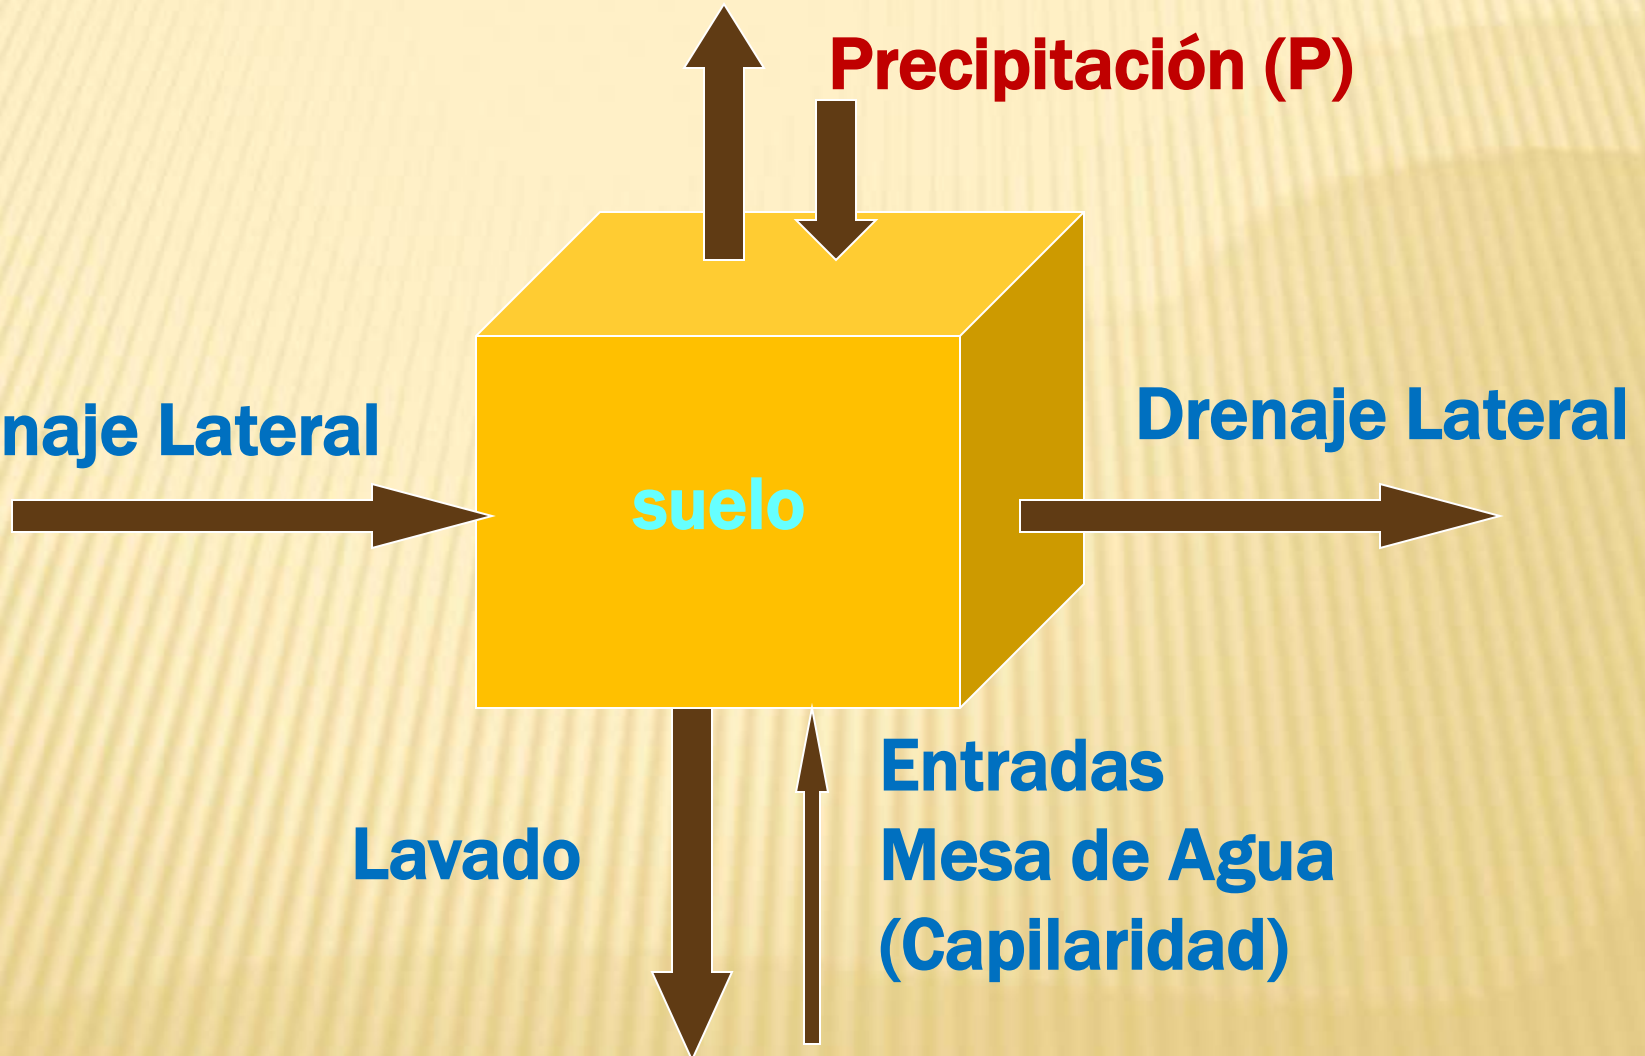 Precipitación (P)
naje Lateral
Drenaje Lateral
suelo
Entradas
Lavado
Mesa de Agua
(Capilaridad)